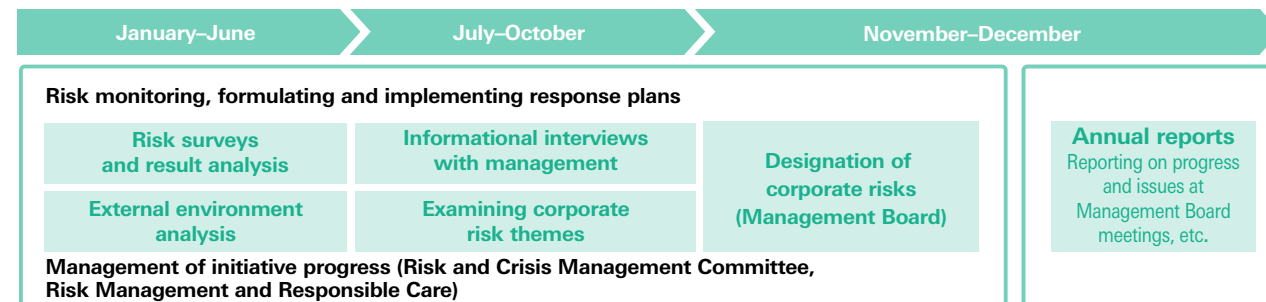 January–June
July–October
November–December
Risk monitoring, formulating and implementing response plans
Risk surveys
and result analysis
Informational interviews
with management
Designation of
corporate risks
(Management Board)
External environment
analysis
Examining corporate
risk themes
Management of initiative progress (Risk and Crisis Management Committee,
Risk Management and Responsible Care)
Annual reports
Reporting on progress
and issues at
Management Board
meetings, etc.